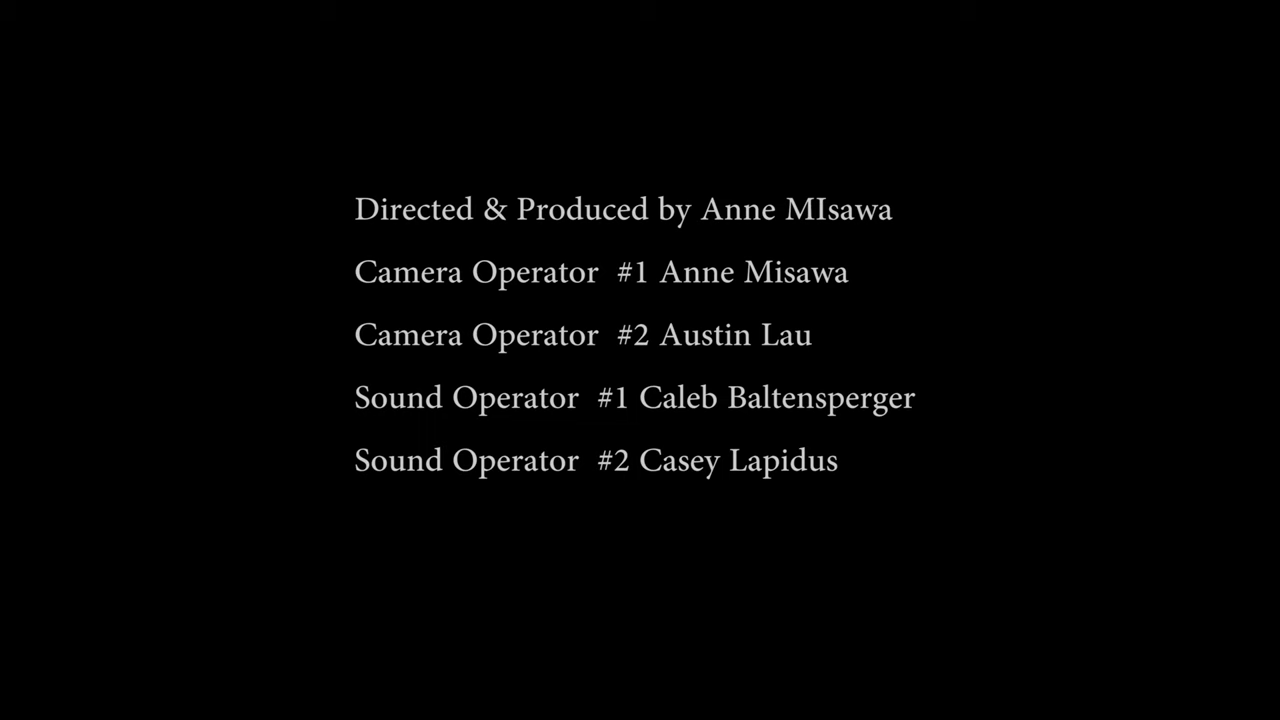 Directed & Produced by Anne MIsawa
Camera Operator  #1 Anne Misawa
Camera Operator  #2 Austin Lau
Sound Operator  #1 Caleb Baltensperger
Sound Operator  #2 Casey Lapidus